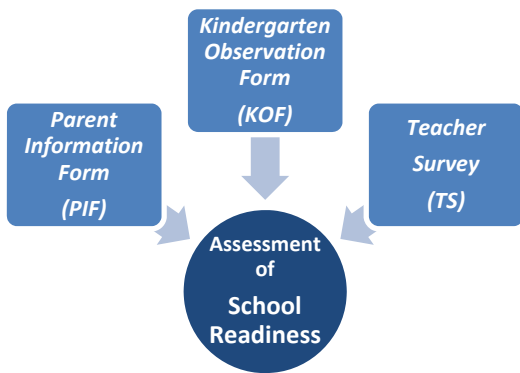 Kindergarten
Observation
Form
(KOF)
Parent
Information
Form
(PIF)
Teacher
Survey
(TS)
Assessment
of
School
Readiness